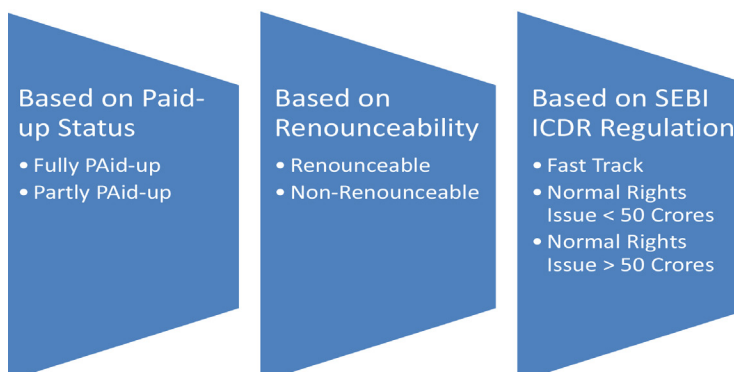 Based on Paid-
up Status
• Fully PAid-up
• Partly PAid-up
Based on
Renounceability
• Renounceable
• Non-Renounceable
Based on SEBI
ICDR Regulation
• Fast Track
• Normal Rights
Issue < 50 Crores
• Normal Rights
Issue > 50 Crores